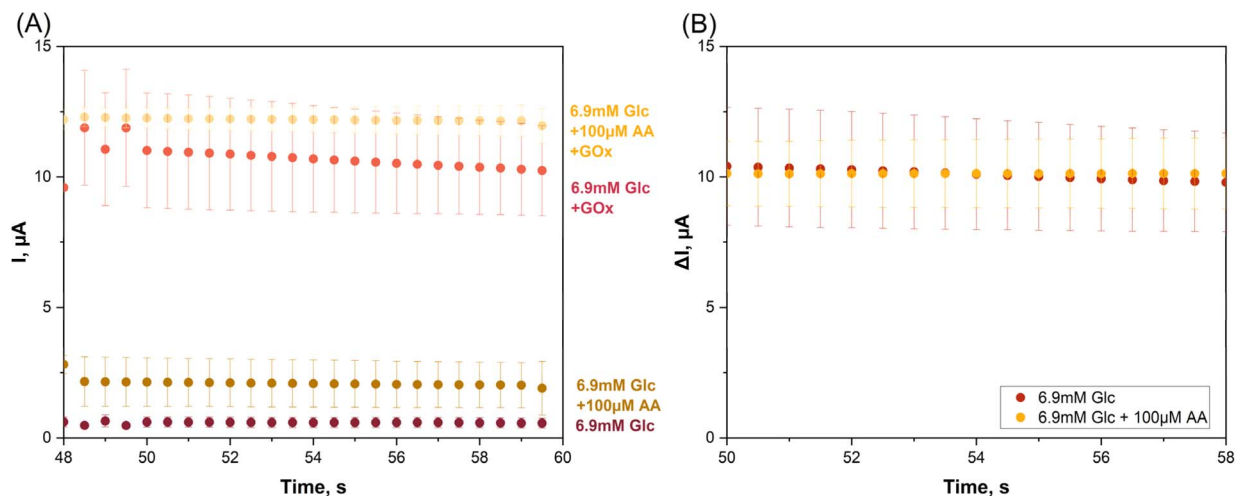 (A)
15
10
5
0
I, µA
48 50 52 54 56 58 60
Time, s
6.9mM Glc
+100µM AA
+GOx
6.9mM Glc
+GOx
6.9mM Glc
+100µM AA
6.9mM Glc
(B)
15
10
5
0
ΔI, µA
50 52 54 56 58
Time, s
6.9mM Glc
6.9mM Glc + 100µM AA